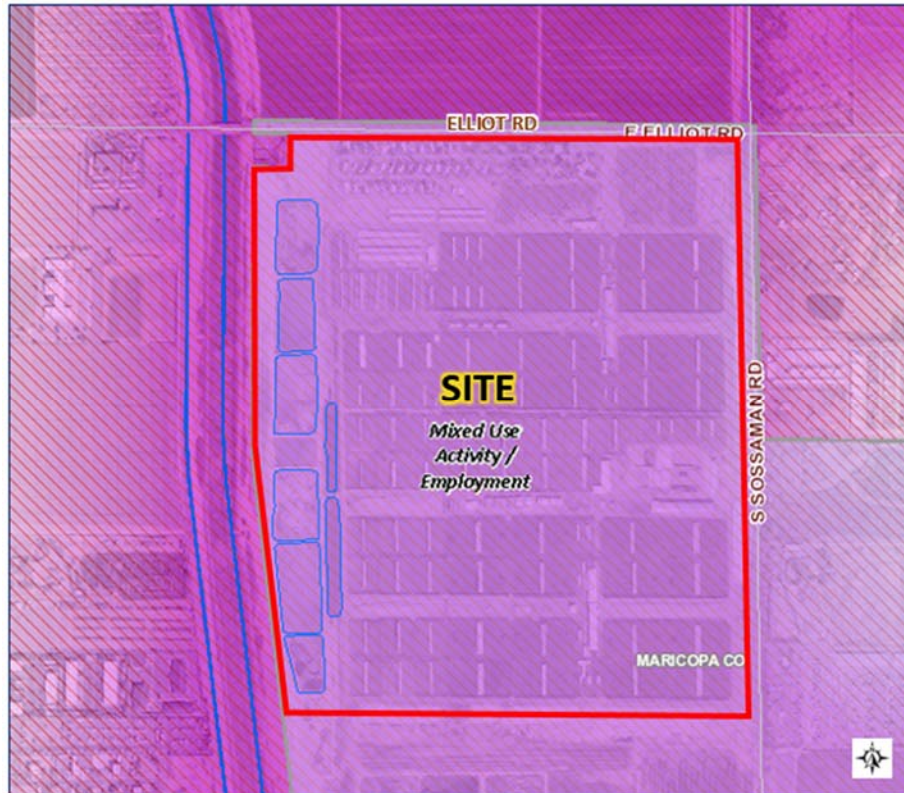 ELLIOT RD
E ELLIOT RD
SITE
Mixed Use
Activity /
Employment
S SOSSAMAN RD
MARICOPA CO